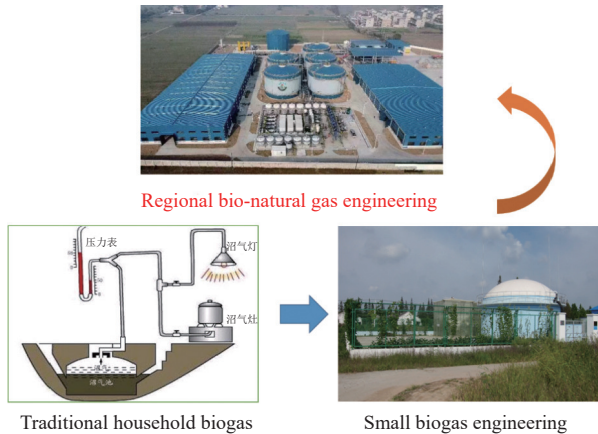 Regional bio-natural gas engineering
压力表
沼气灯
沼气灶
沼气池
Traditional household biogas
Small biogas engineering